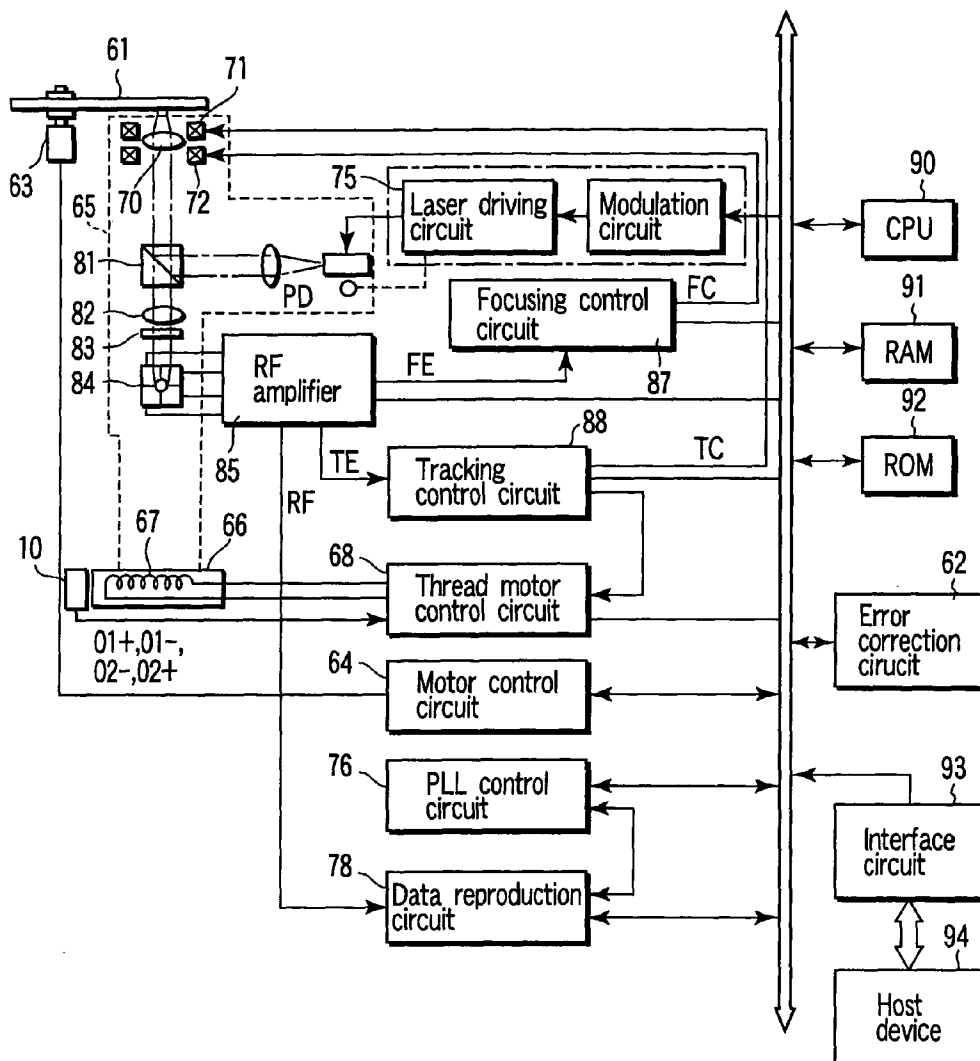 61
71
63
65
70
72
75
Laser driving
circuit
Modulation
circuit
90
CPU
81
PD
FC
Focusing control
circuit
87
91
RAM
82
83
84
RF
amplifier
85
FE
92
ROM
TE
88
TC
RF
Tracking
control circuit
10
67
66
68
Thread motor
control circuit
01+,01-,
02-,02+
62
Error
correction
cirucit
64
Motor control
circuit
76
PLL control
circuit
93
Interface
circuit
78
Data reproduction
circuit
94
Host
device